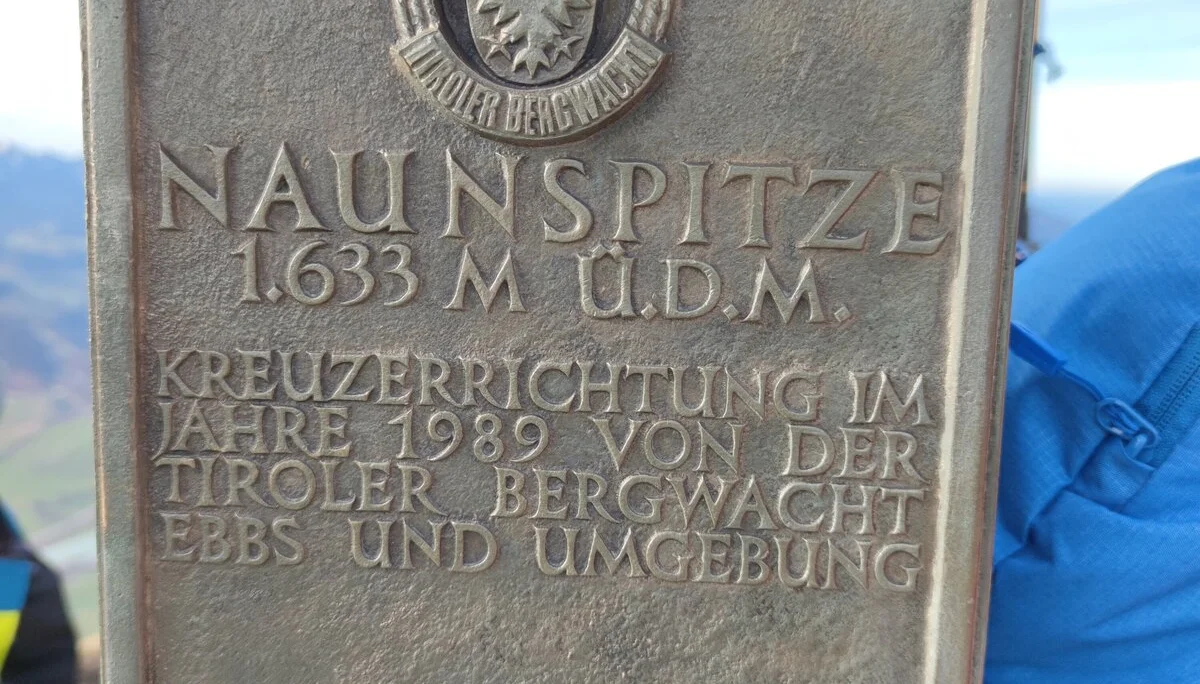 TIROLER BERGWACHT
NAUNSPITZE
1.633 M Ü.D.M.
KREUZERRICHTUNG IM
JAHRE 1989 VON DER
TIROLER BERGWACHT
EBBS UND UMGEBUNG